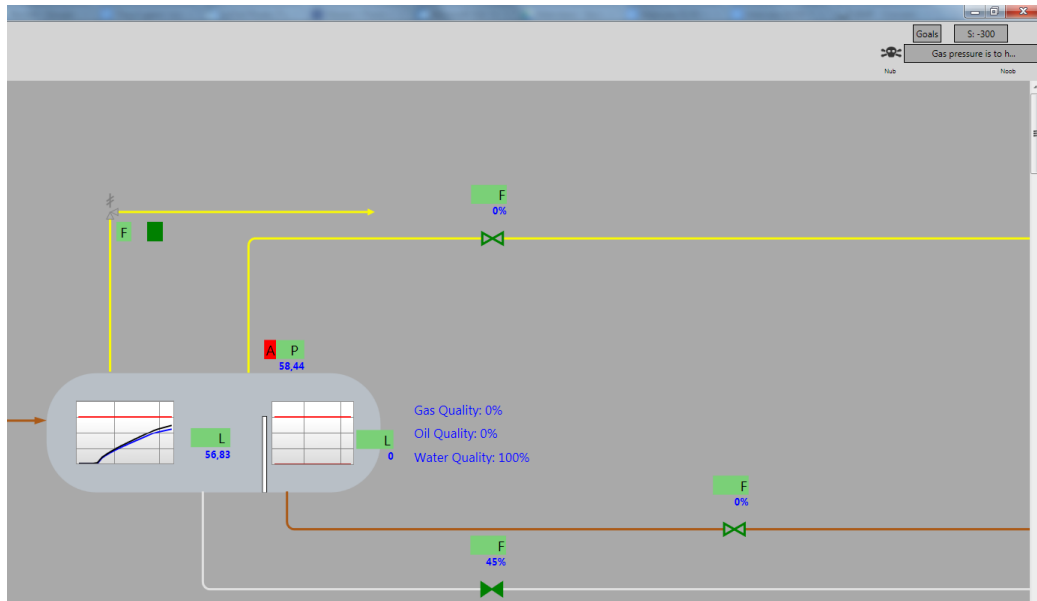 Goals S: -300
Gas pressure is to h...
Nub Noob
F
0%
F
A P
58,44
Gas Quality: 0%
L
56,83
Oil Quality: 0%
L
0
Water Quality: 100%
F
0%
F
45%